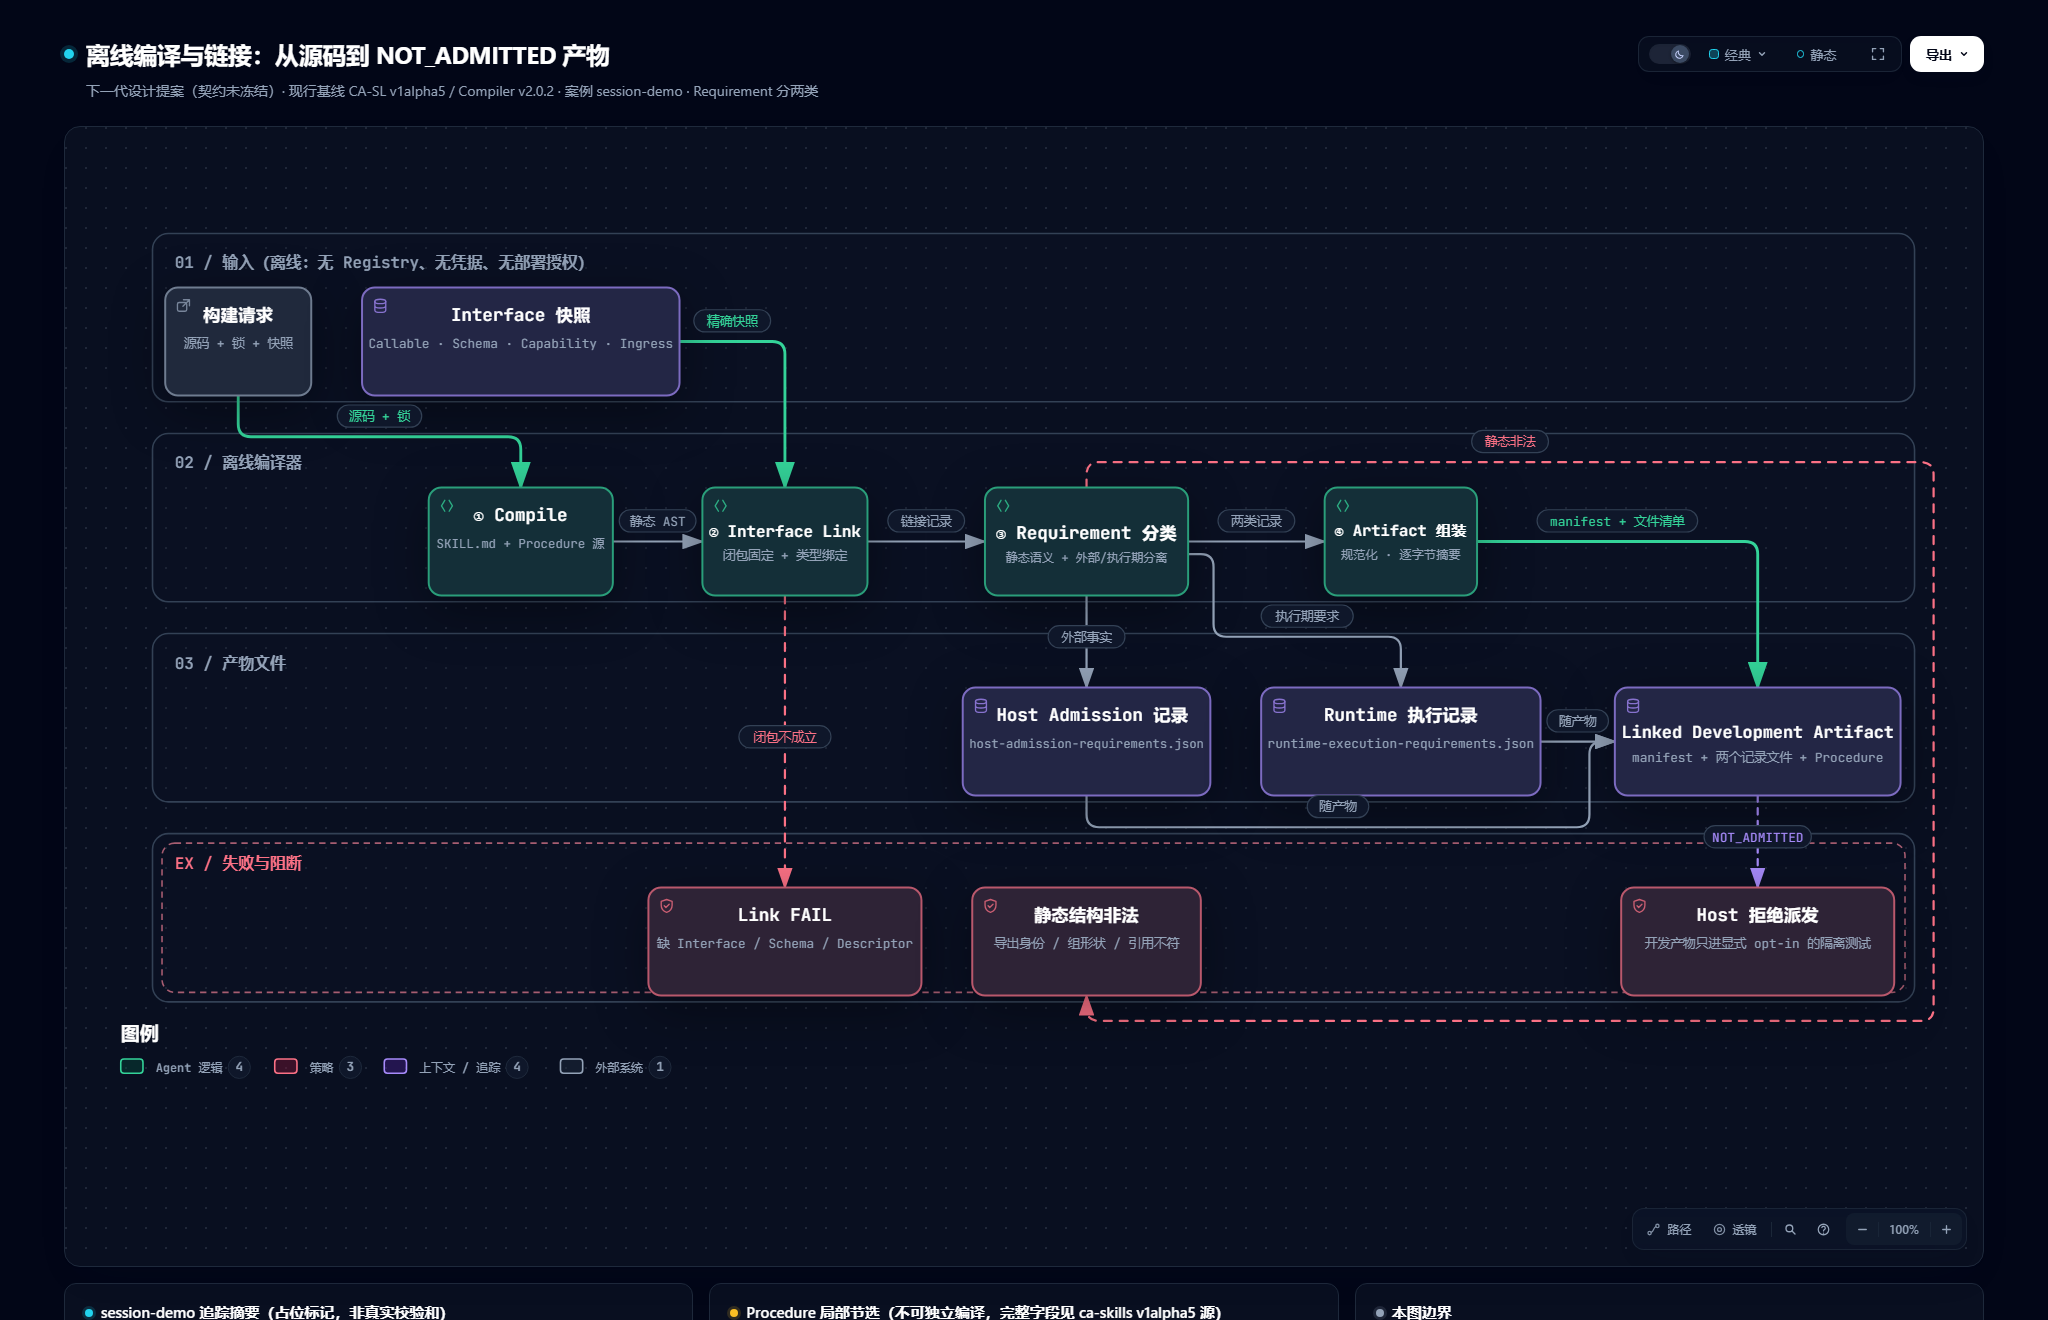 离线编译与链接：从源码到 NOT_ADMITTED 产物
经典
静态
导出
下一代设计提案（契约未冻结）· 现行基线 CA-SL v1alpha5 / Compiler v2.0.2 · 案例 session-demo · Requirement 分两类
01 / 输入（离线：无 Registry、无凭据、无部署授权）
构建请求
源码 + 锁 + 快照
Interface 快照
Callable · Schema · Capability · Ingress
精确快照
源码 + 锁
02 / 离线编译器
静态非法
① Compile
SKILL.md + Procedure 源
静态 AST
② Interface Link
闭包固定 + 类型绑定
链接记录
③ Requirement 分类
静态语义 + 外部/执行期分离
两类记录
④ Artifact 组装
规范化 · 逐字节摘要
manifest + 文件清单
外部事实
执行期要求
03 / 产物文件
Host Admission 记录
host-admission-requirements.json
Runtime 执行记录
runtime-execution-requirements.json
随产物
Linked Development Artifact
manifest + 两个记录文件 + Procedure
闭包不成立
随产物
NOT_ADMITTED
EX / 失败与阻断
Link FAIL
缺 Interface / Schema / Descriptor
静态结构非法
导出身份 / 组形状 / 引用不符
Host 拒绝派发
开发产物只进显式 opt-in 的隔离测试
图例
Agent 逻辑 4
策略 3
上下文 / 追踪 4
外部系统 1
路径
透镜
100%
session-demo 追踪摘要（占位标记，非真实校验和）
Procedure 局部节选（不可独立编译，完整字段见 ca-skills v1alpha5 源）
本图边界